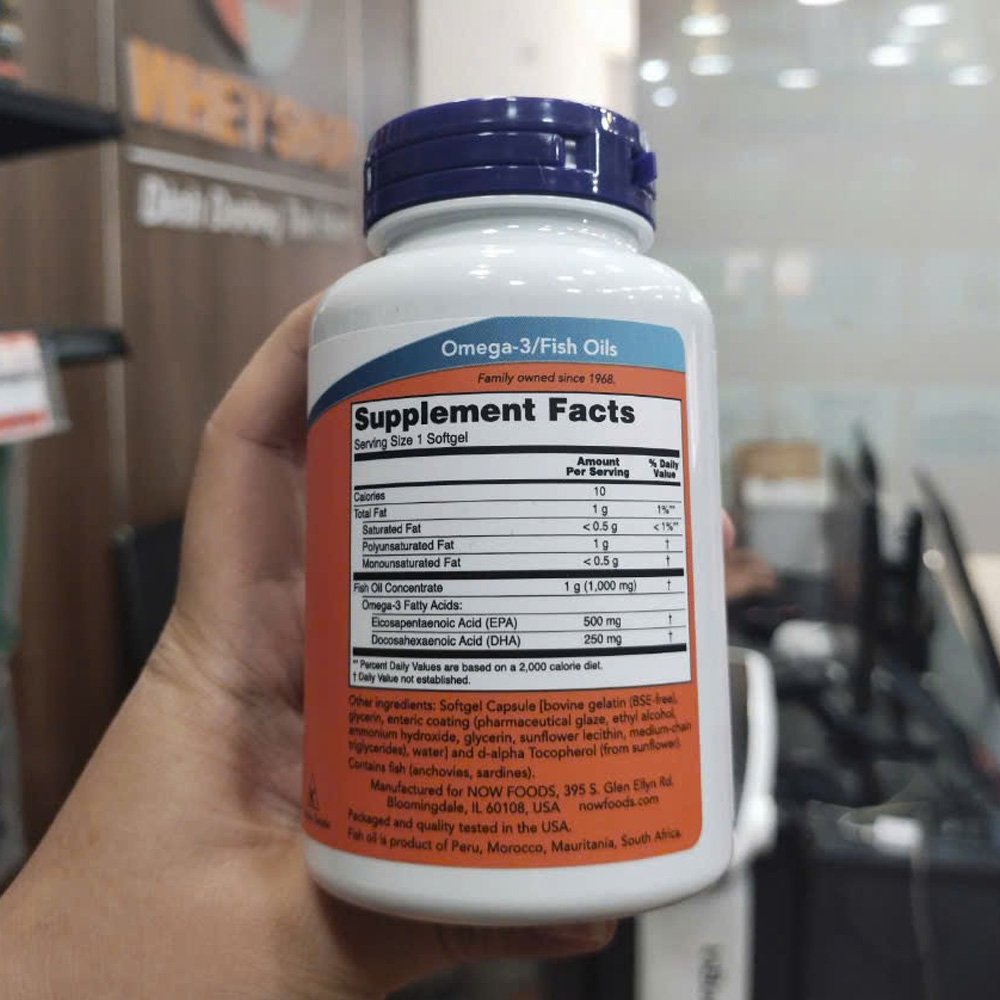 WHEYSHOP
Dinh Dưỡng
Omega-3/Fish Oils
Family owned since 1968.
Supplement Facts
Serving Size 1 Softgel
Amount Per Serving % Daily Value
Calories 10
Total Fat 1 g 1%**
Saturated Fat < 0.5 g < 1%**
Polyunsaturated Fat 1 g †
Monounsaturated Fat < 0.5 g †
Fish Oil Concentrate 1 g (1,000 mg) †
Omega-3 Fatty Acids:
Eicosapentaenoic Acid (EPA) 500 mg †
Docosahexaenoic Acid (DHA) 250 mg †
** Percent Daily Values are based on a 2,000 calorie diet.
† Daily Value not established.
Other ingredients: Softgel Capsule [bovine gelatin (BSE-free),
glycerin, enteric coating (pharmaceutical glaze, ethyl alcohol,
ammonium hydroxide, glycerin, sunflower lecithin, medium-chain
triglycerides), water] and d-alpha Tocopherol (from sunflower).
Contains fish (anchovies, sardines).
Manufactured for NOW FOODS, 395 S. Glen Ellyn Rd.
Bloomingdale, IL 60108, USA nowfoods.com
Packaged and quality tested in the USA.
Fish oil is product of Peru, Morocco, Mauritania, South Africa.